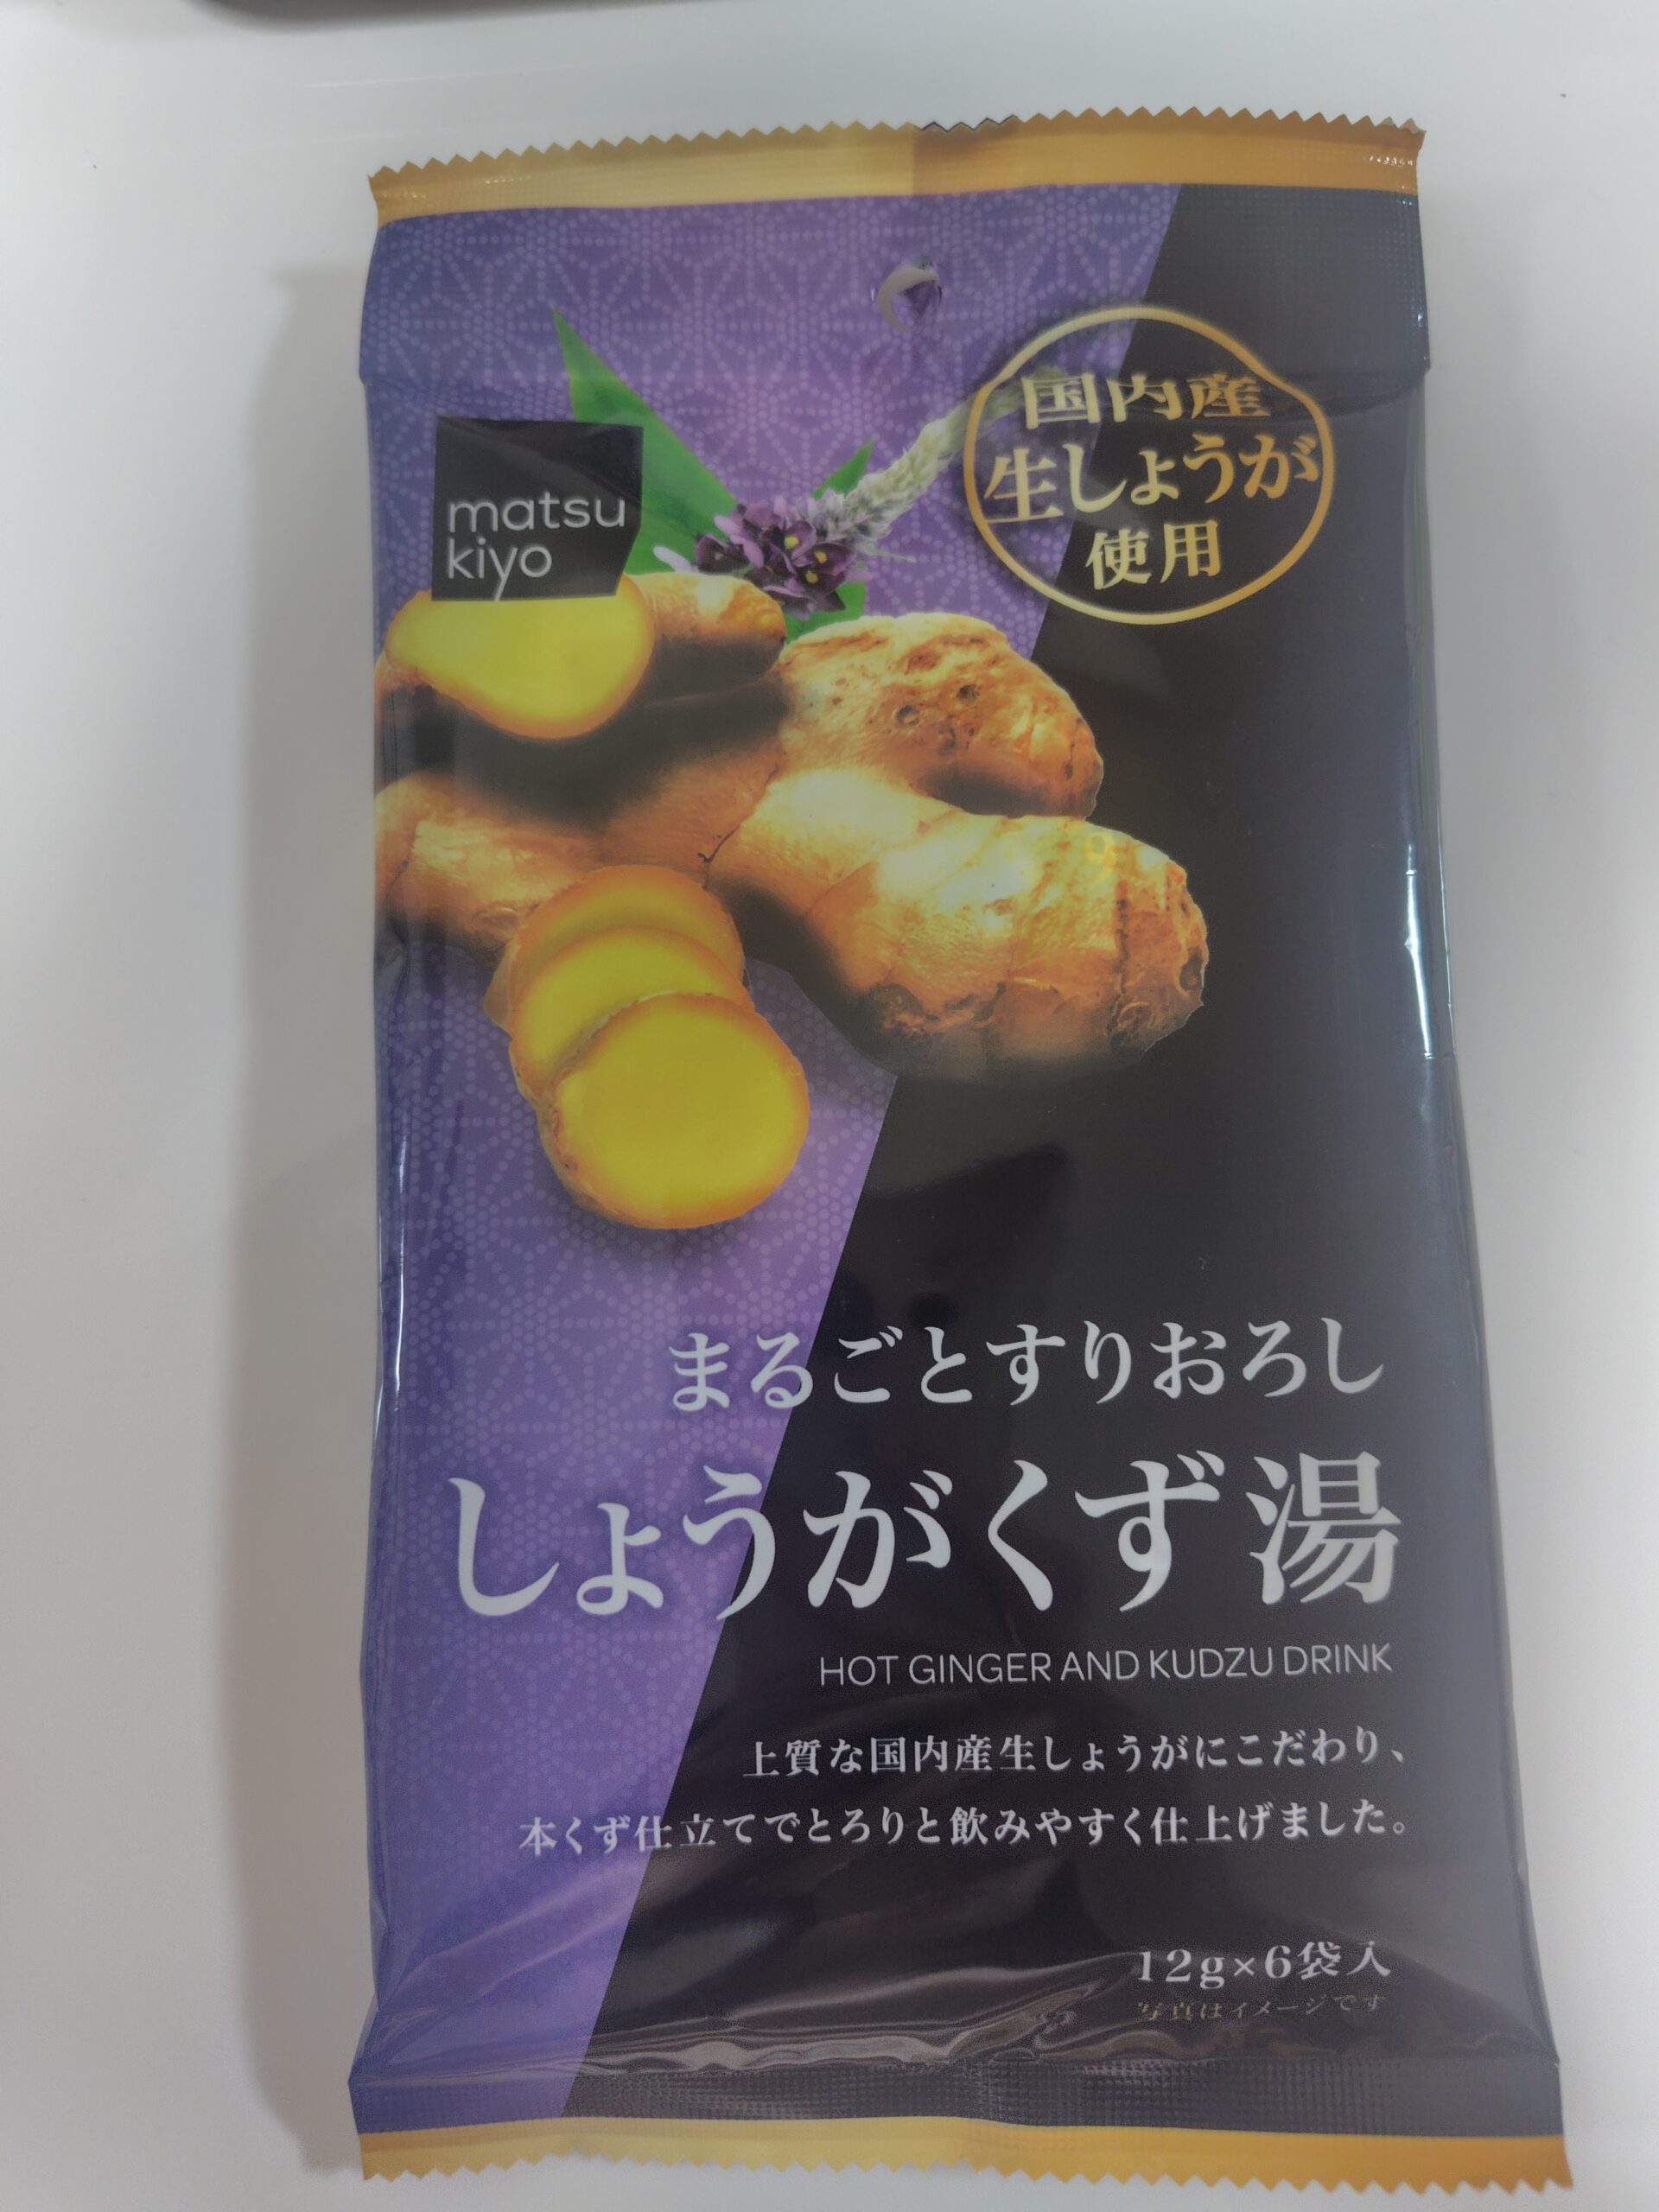 matsu
kiyo
国内産
生しょうが
使用
まるごとすりおろし
しょうがくず湯
HOT GINGER AND KUDZU DRINK
上質な国内産生しょうがにこだわり、
本くず仕立てでとろりと飲みやすく仕上げました。
12g×6袋入
写真はイメージです